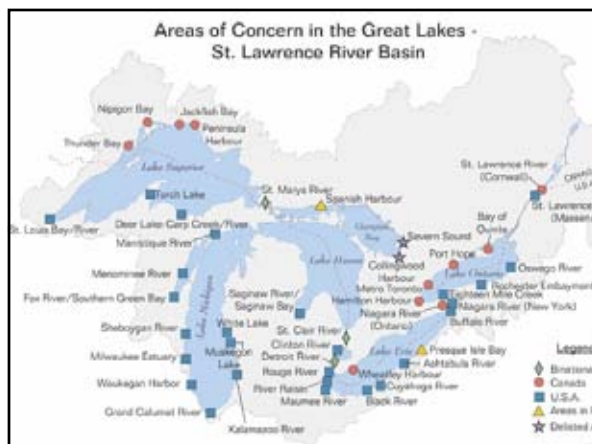 Areas of Concern in the Great Lakes -
St. Lawrence River Basin
Nipigon Bay
Jackfish Bay
Peninsula
Harbour
Thunder Bay
Lake Superior
St. Marys River
Spanish Harbour
St. Lawrence River
(Cornwall)
Torch Lake
St. Louis Bay/River
Deer Lake-Carp Creek/River
Manistique River
Severn Sound
Collingwood
Harbour
Bay of
Quinte
St. Lawrence
Port Hope
Lake Huron
Lake Ontario
Oswego River
Menominee River
Metro Toronto
Rochester Embayment
Fox River/Southern Green Bay
Saginaw River/
Saginaw Bay
Hamilton Harbour
Eighteen Mile Creek
Niagara River (New York)
Niagara River
(Ontario)
Buffalo River
Lake Michigan
Sheboygan River
White Lake
St. Clair River
Clinton River
Lake Erie
Presque Isle Bay
Milwaukee Estuary
Muskegon
Lake
Detroit River
Rouge River
Ashtabula River
Wheatley Harbour
Waukegan Harbor
River Raisin
Cuyahoga River
Maumee River
Black River
Grand Calumet River
Kalamazoo River
Canada
U.S.A.
Areas in